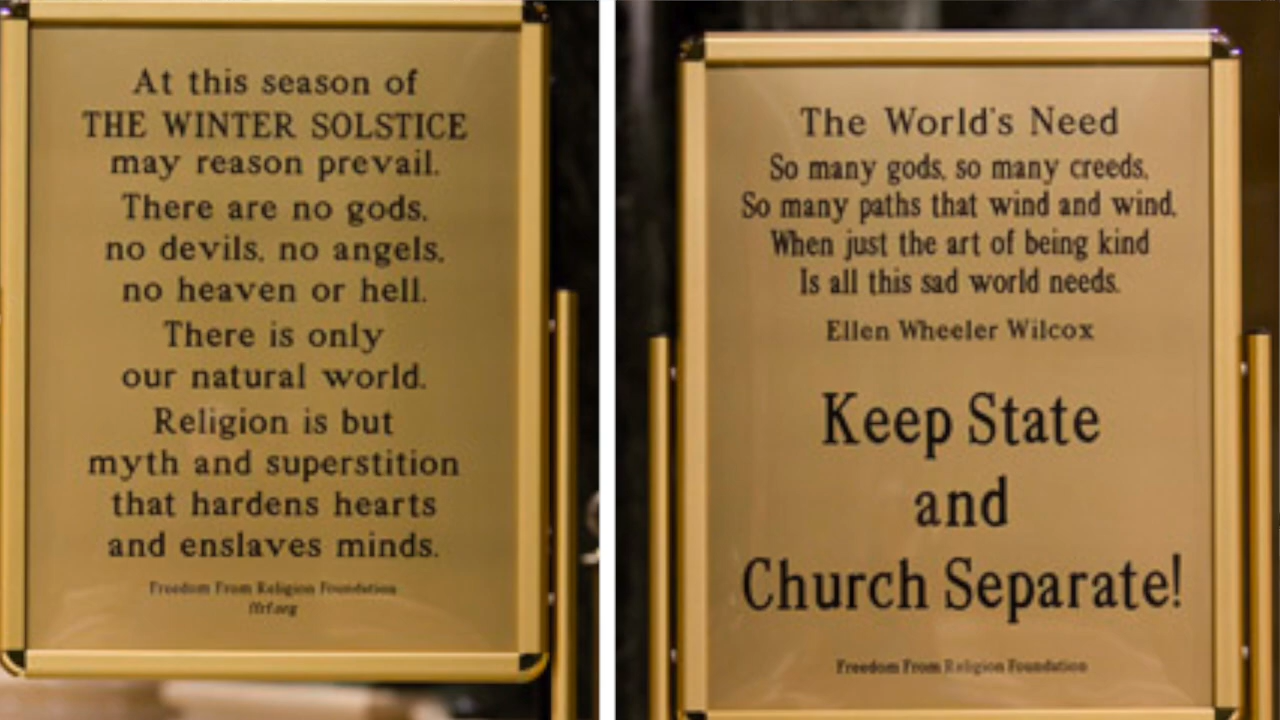 At this season of
THE WINTER SOLSTICE
may reason prevail.
There are no gods,
no devils, no angels,
no heaven or hell.
There is only
our natural world.
Religion is but
myth and superstition
that hardens hearts
and enslaves minds.
Freedom From Religion Foundation
ffrf.org
The World's Need
So many gods, so many creeds,
So many paths that wind and wind,
When just the art of being kind
Is all this sad world needs.
Ellen Wheeler Wilcox
Keep State
and
Church Separate!
Freedom From Religion Foundation